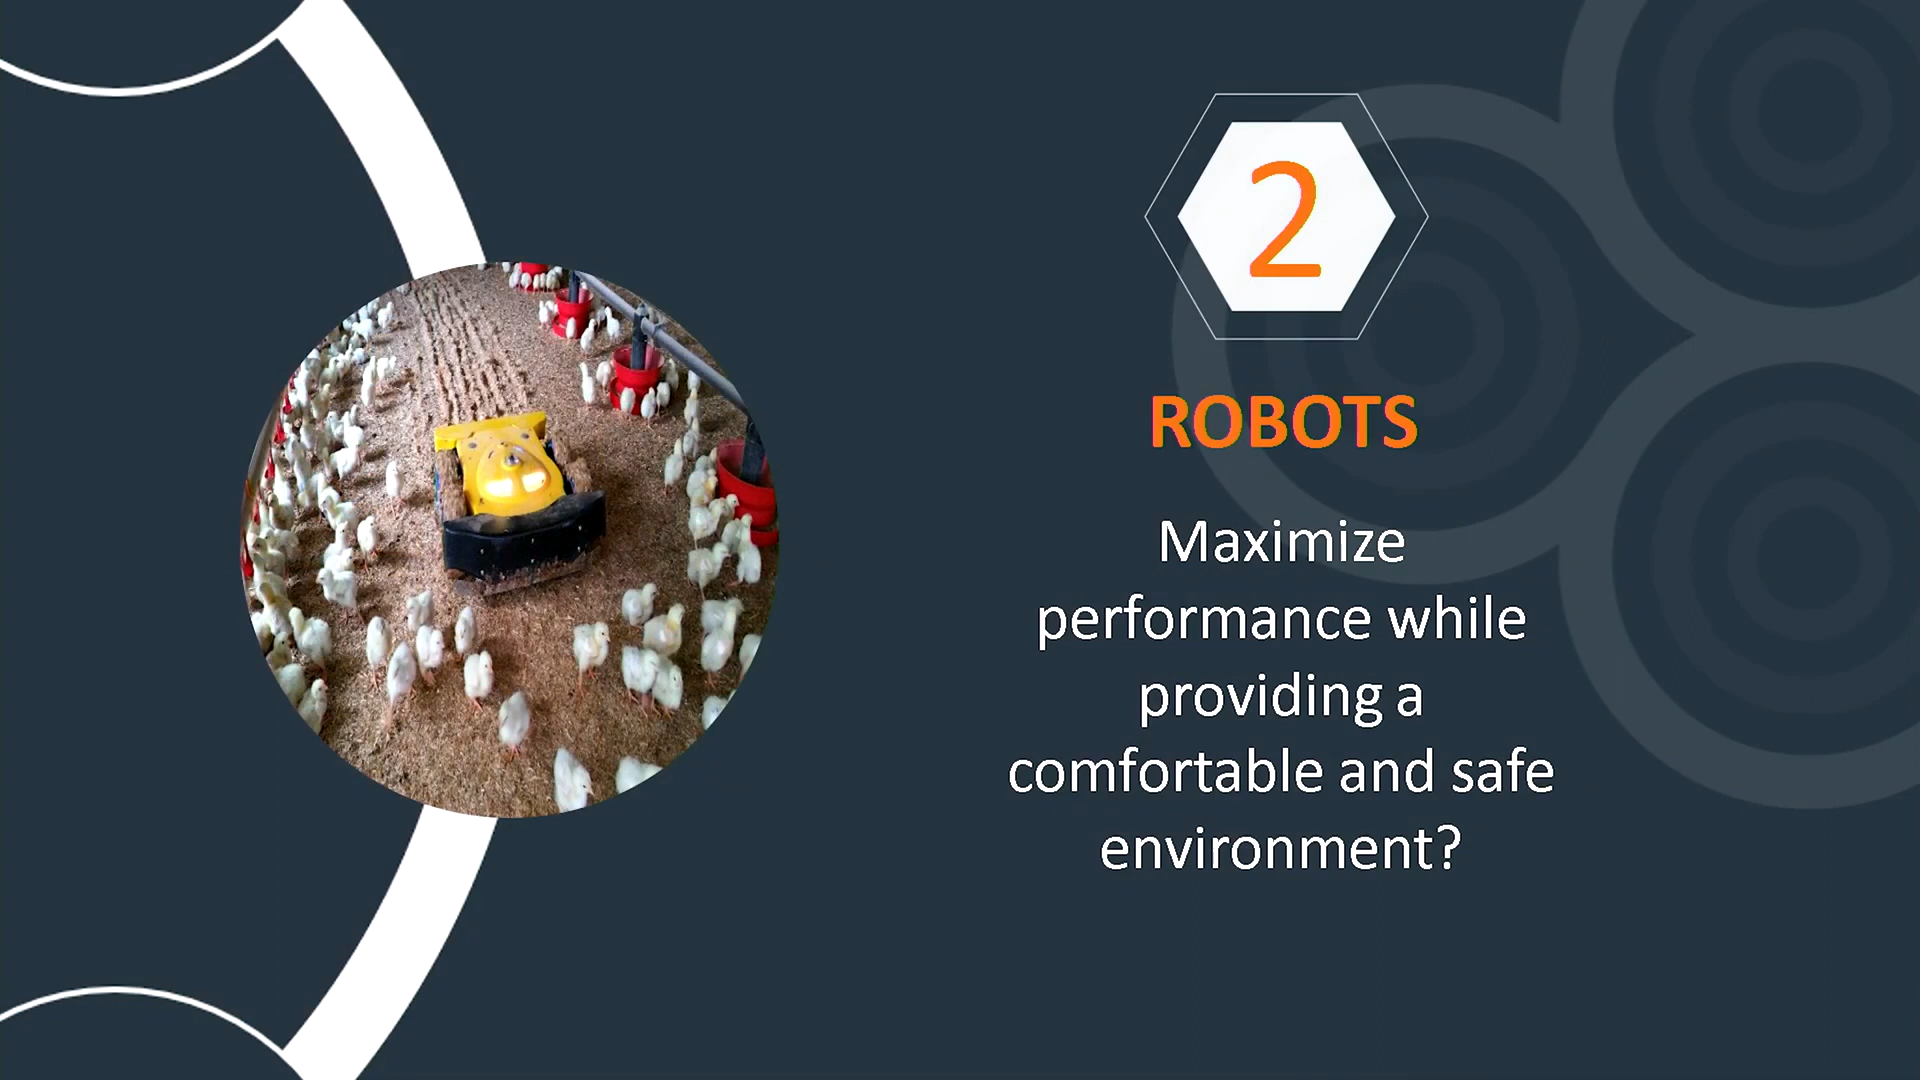 2
ROBOTS
Maximize
performance while
providing a
comfortable and safe
environment?